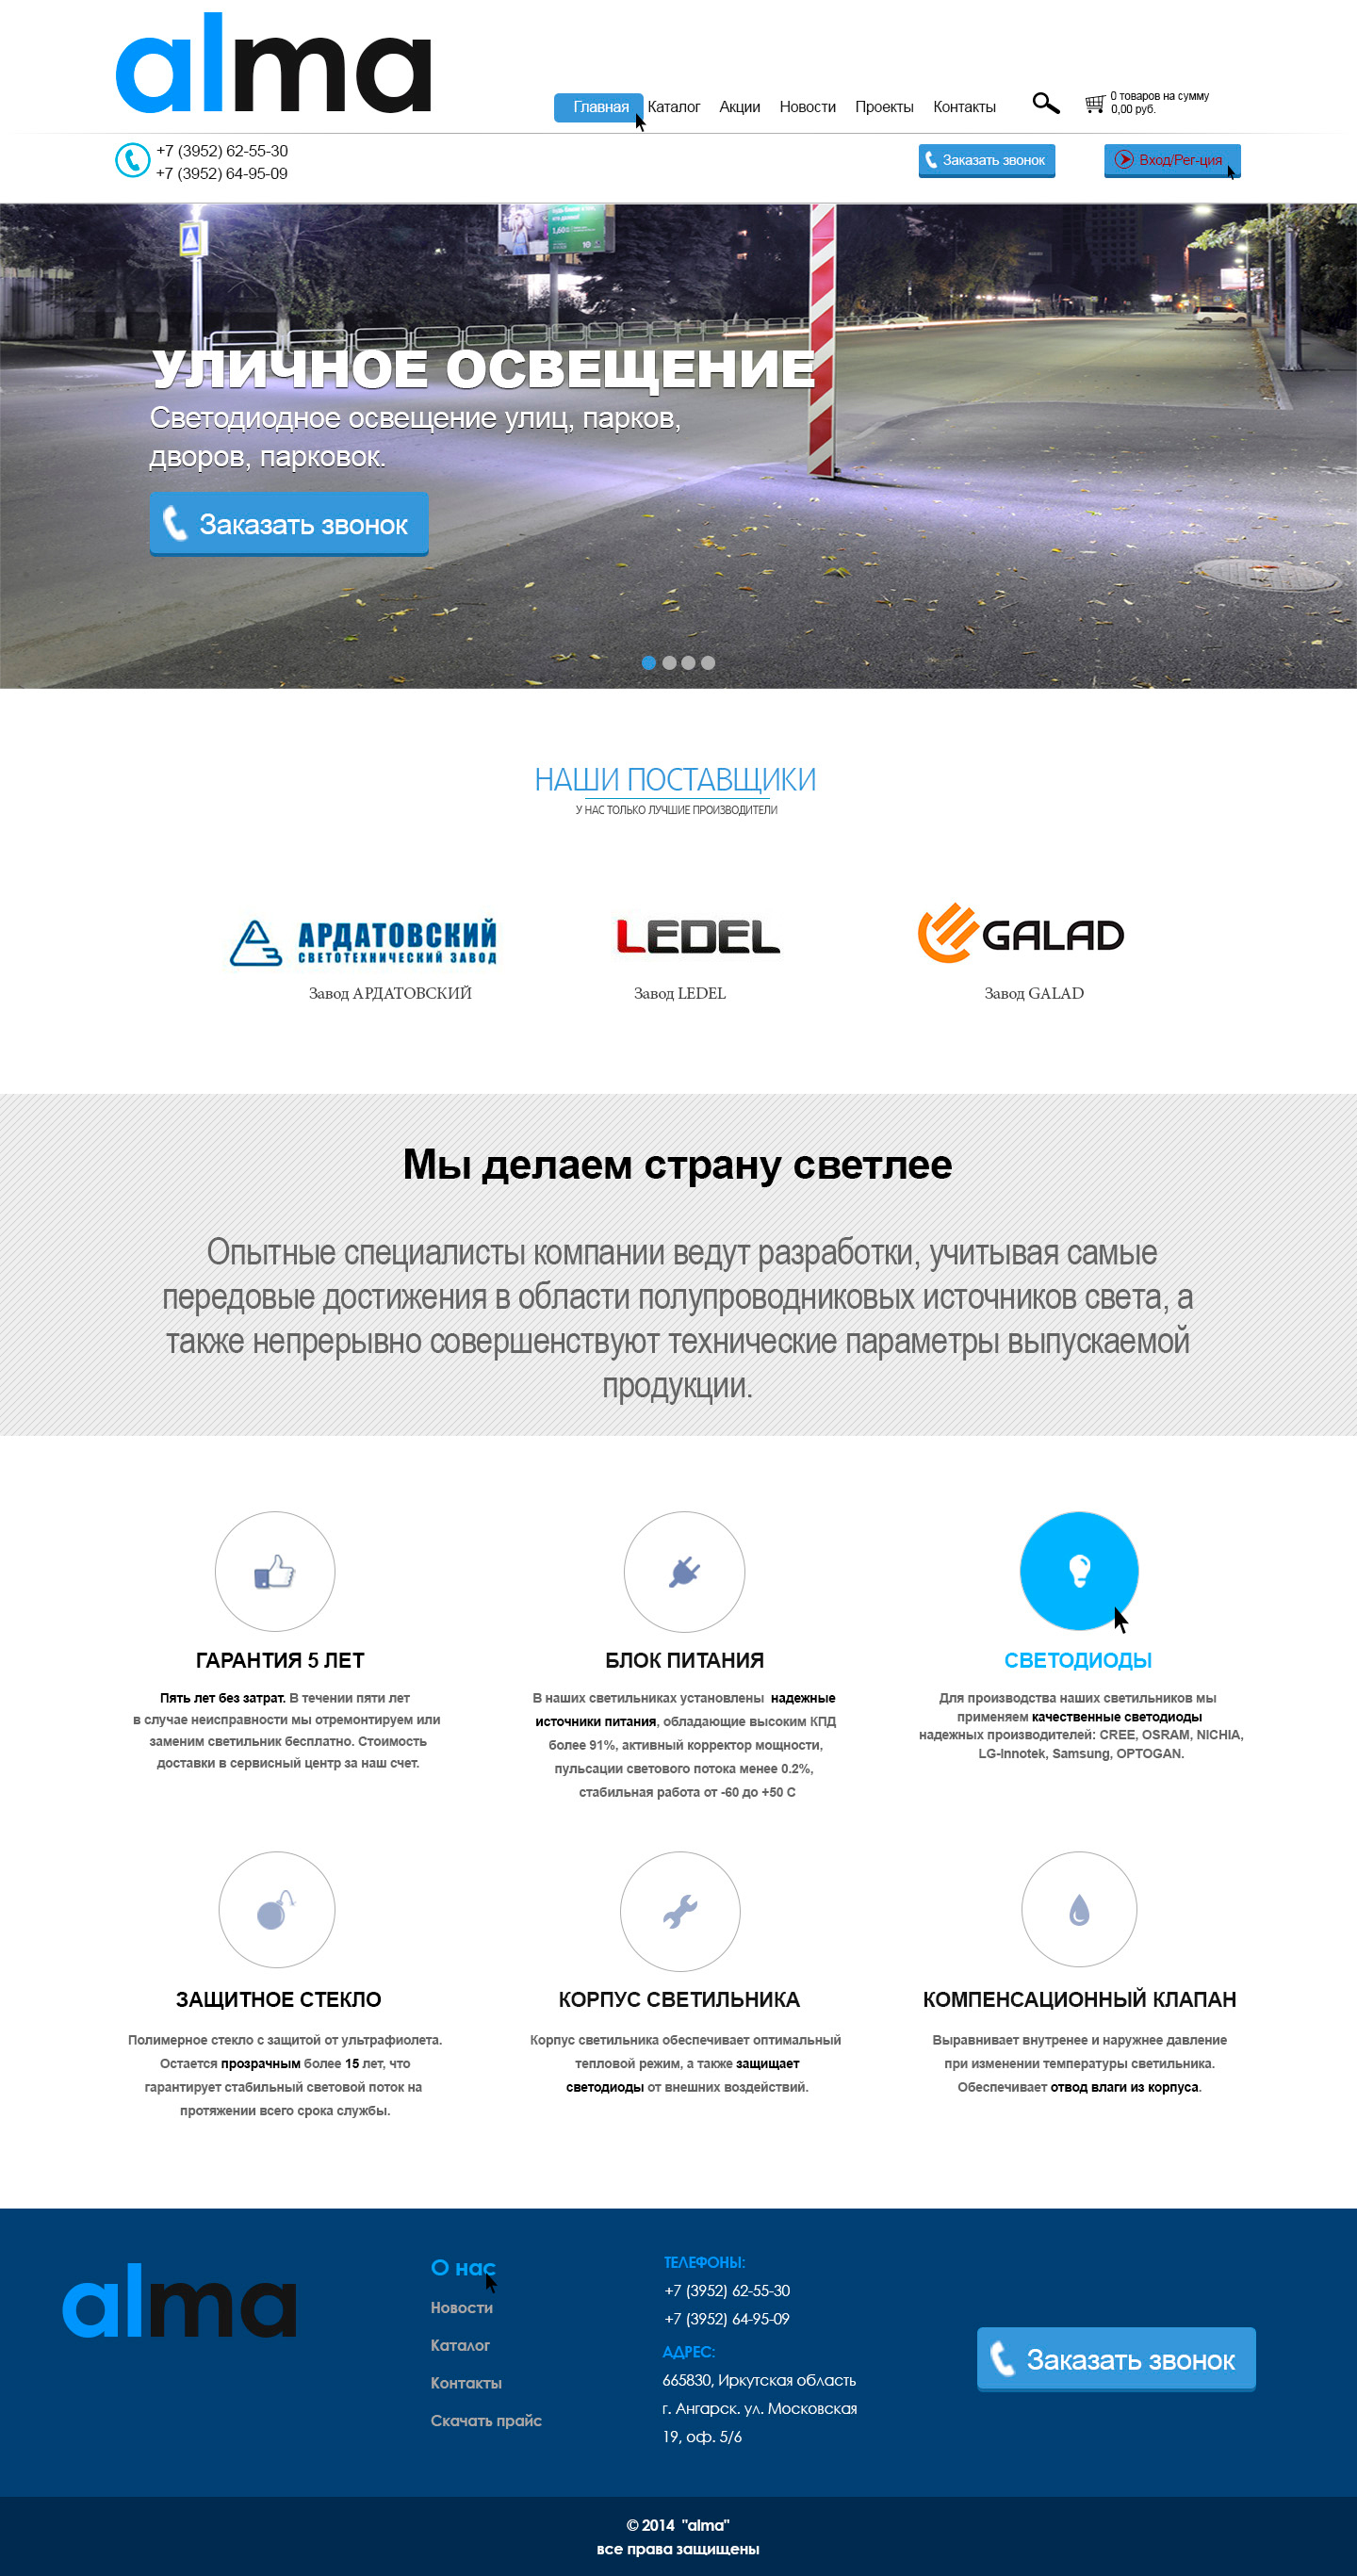 alma
Главная Каталог Акции Новости Проекты Контакты
0 товаров на сумму
0,00 руб.
+7 (3952) 62-55-30
+7 (3952) 64-95-09
Заказать звонок
Вход/Рег-ция
УЛИЧНОЕ ОСВЕЩЕНИЕ
Светодиодное освещение улиц, парков,
дворов, парковок.
Заказать звонок
НАШИ ПОСТАВЩИКИ
У НАС ТОЛЬКО ЛУЧШИЕ ПРОИЗВОДИТЕЛИ
АРДАТОВСКИЙ
СВЕТОТЕХНИЧЕСКИЙ ЗАВОД
LEDEL
GALAD
Завод АРДАТОВСКИЙ
Завод LEDEL
Завод GALAD
Мы делаем страну светлее
Опытные специалисты компании ведут разработки, учитывая самые
передовые достижения в области полупроводниковых источников света, а
также непрерывно совершенствуют технические параметры выпускаемой
продукции.
ГАРАНТИЯ 5 ЛЕТ
Пять лет без затрат. В течении пяти лет
в случае неисправности мы отремонтируем или
заменим светильник бесплатно. Стоимость
доставки в сервисный центр за наш счет.
БЛОК ПИТАНИЯ
В наших светильниках установлены надежные
источники питания, обладающие высоким КПД
более 91%, активный корректор мощности,
пульсации светового потока менее 0.2%,
стабильная работа от -60 до +50 С
СВЕТОДИОДЫ
Для производства наших светильников мы
применяем качественные светодиоды
надежных производителей: CREE, OSRAM, NICHIA,
LG-Innotek, Samsung, OPTOGAN.
ЗАЩИТНОЕ СТЕКЛО
Полимерное стекло с защитой от ультрафиолета.
Остается прозрачным более 15 лет, что
гарантирует стабильный световой поток на
протяжении всего срока службы.
КОРПУС СВЕТИЛЬНИКА
Корпус светильника обеспечивает оптимальный
тепловой режим, а также защищает
светодиоды от внешних воздействий.
КОМПЕНСАЦИОННЫЙ КЛАПАН
Выравнивает внутренее и наружнее давление
при изменении температуры светильника.
Обеспечивает отвод влаги из корпуса.
alma
О нас
Новости
Каталог
Контакты
Скачать прайс
ТЕЛЕФОНЫ:
+7 (3952) 62-55-30
+7 (3952) 64-95-09
АДРЕС:
665830, Иркутская область
г. Ангарск. ул. Московская
19, оф. 5/6
Заказать звонок
© 2014 "alma"
все права защищены